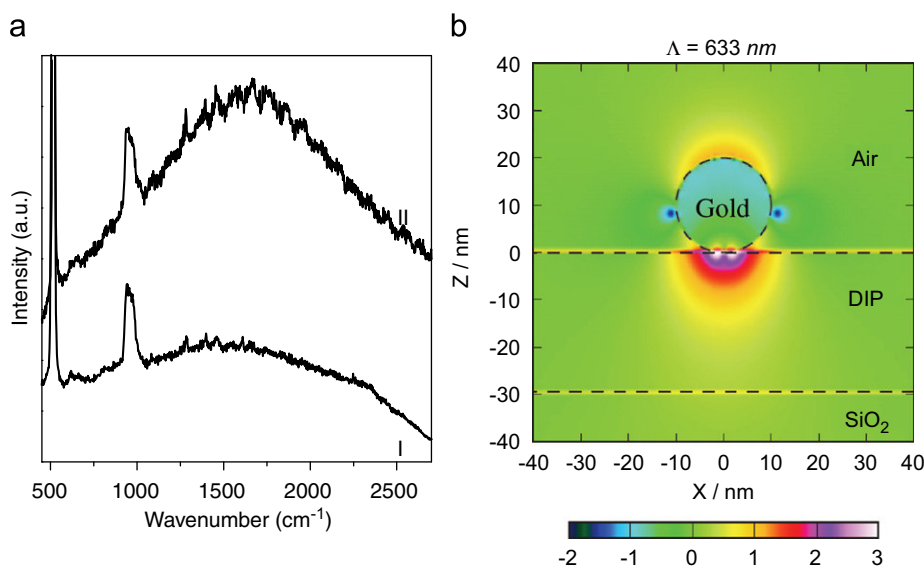 a
Intensity (a.u.)
II
I
500 1000 1500 2000 2500
Wavenumber (cm⁻¹)
b
Λ = 633 nm
Z / nm
40
30
20
10
0
-10
-20
-30
-40
Air
Gold
DIP
SiO₂
-40 -30 -20 -10 0 10 20 30 40
X / nm
-2 -1 0 1 2 3